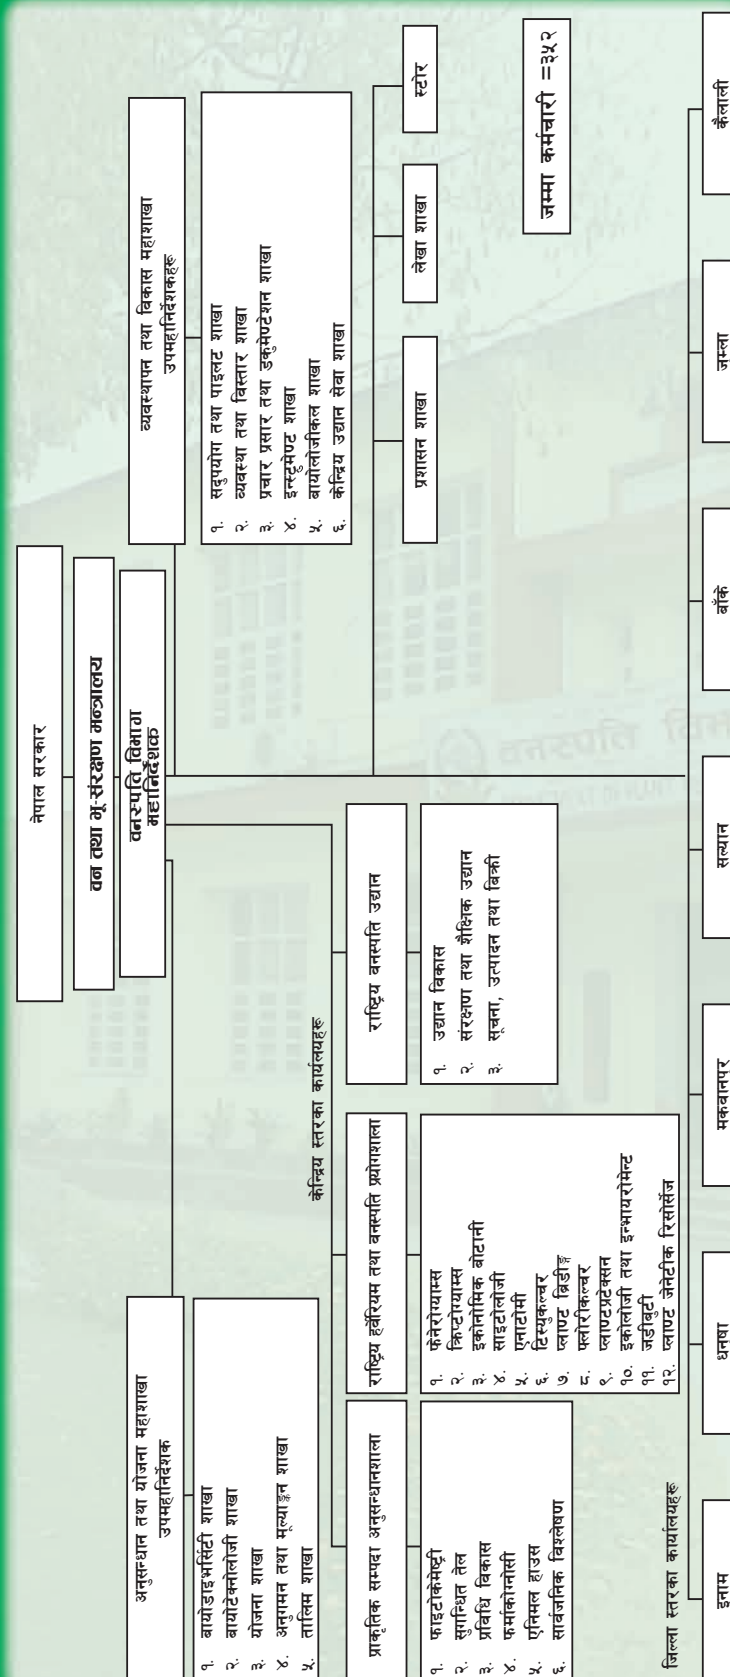 नेपाल सरकार
वन तथा भू-संरक्षण मन्त्रालय
वनस्पति विभाग
महानिर्देशक
अनुसन्धान तथा योजना महाशाखा
उपमहानिर्देशक
१. बायोडाइभर्सिटी शाखा
२. बायोटेक्नोलोजी शाखा
३. योजना शाखा
४. अनुगमन तथा मूल्याङ्कन शाखा
५. तालिम शाखा
व्यवस्थापन तथा विकास महाशाखा
उपमहानिर्देशकहरू
१. सदुपयोग तथा पाइलट शाखा
२. व्यवस्था तथा विस्तार शाखा
३. प्रचार प्रसार तथा डकुमेण्टेशन शाखा
४. इन्स्ट्रुमेण्ट शाखा
५. बायोलोजीकल शाखा
६. केन्द्रिय उद्यान सेवा शाखा
केन्द्रिय स्तरका कार्यलयहरू
प्राकृतिक सम्पदा अनुसन्धानशाला
१. फाइटोकेमेष्ट्री
२. सुगन्धित तेल
३. प्रविधि विकास
४. फर्माकोग्नोसी
५. एनिमल हाउस
६. सार्वजनिक विश्लेषण
राष्ट्रिय हर्बेरियम तथा वनस्पति प्रयोगशाला
१. फेनेरोग्याम्स
२. क्रिप्टोग्याम्स
३. इकोनोमिक बोटानी
४. साइटोलोजी
५. एनाटोमी
६. टिस्युकल्चर
७. प्लाण्ट ब्रिडीङ्ग
८. फ्लोरीकल्चर
९. प्लाण्टप्रटेक्सन
१०. इकोलोजी तथा इन्भायरोमेन्ट
११. जडीबुटी
१२. प्लाण्ट जेनेटीक रिसोर्सेज
राष्ट्रिय वनस्पति उद्यान
१. उद्यान विकास
२. संरक्षण तथा शैक्षिक उद्यान
३. सूचना, उत्पादन तथा बिक्री
प्रशासन शाखा
लेखा शाखा
स्टोर
जम्मा कर्मचारी =३५२
जिल्ला स्तरका कार्यालयहरू
इनाम
धनुषा
मकवानपुर
सल्यान
बाँके
जुम्ला
कैलाली